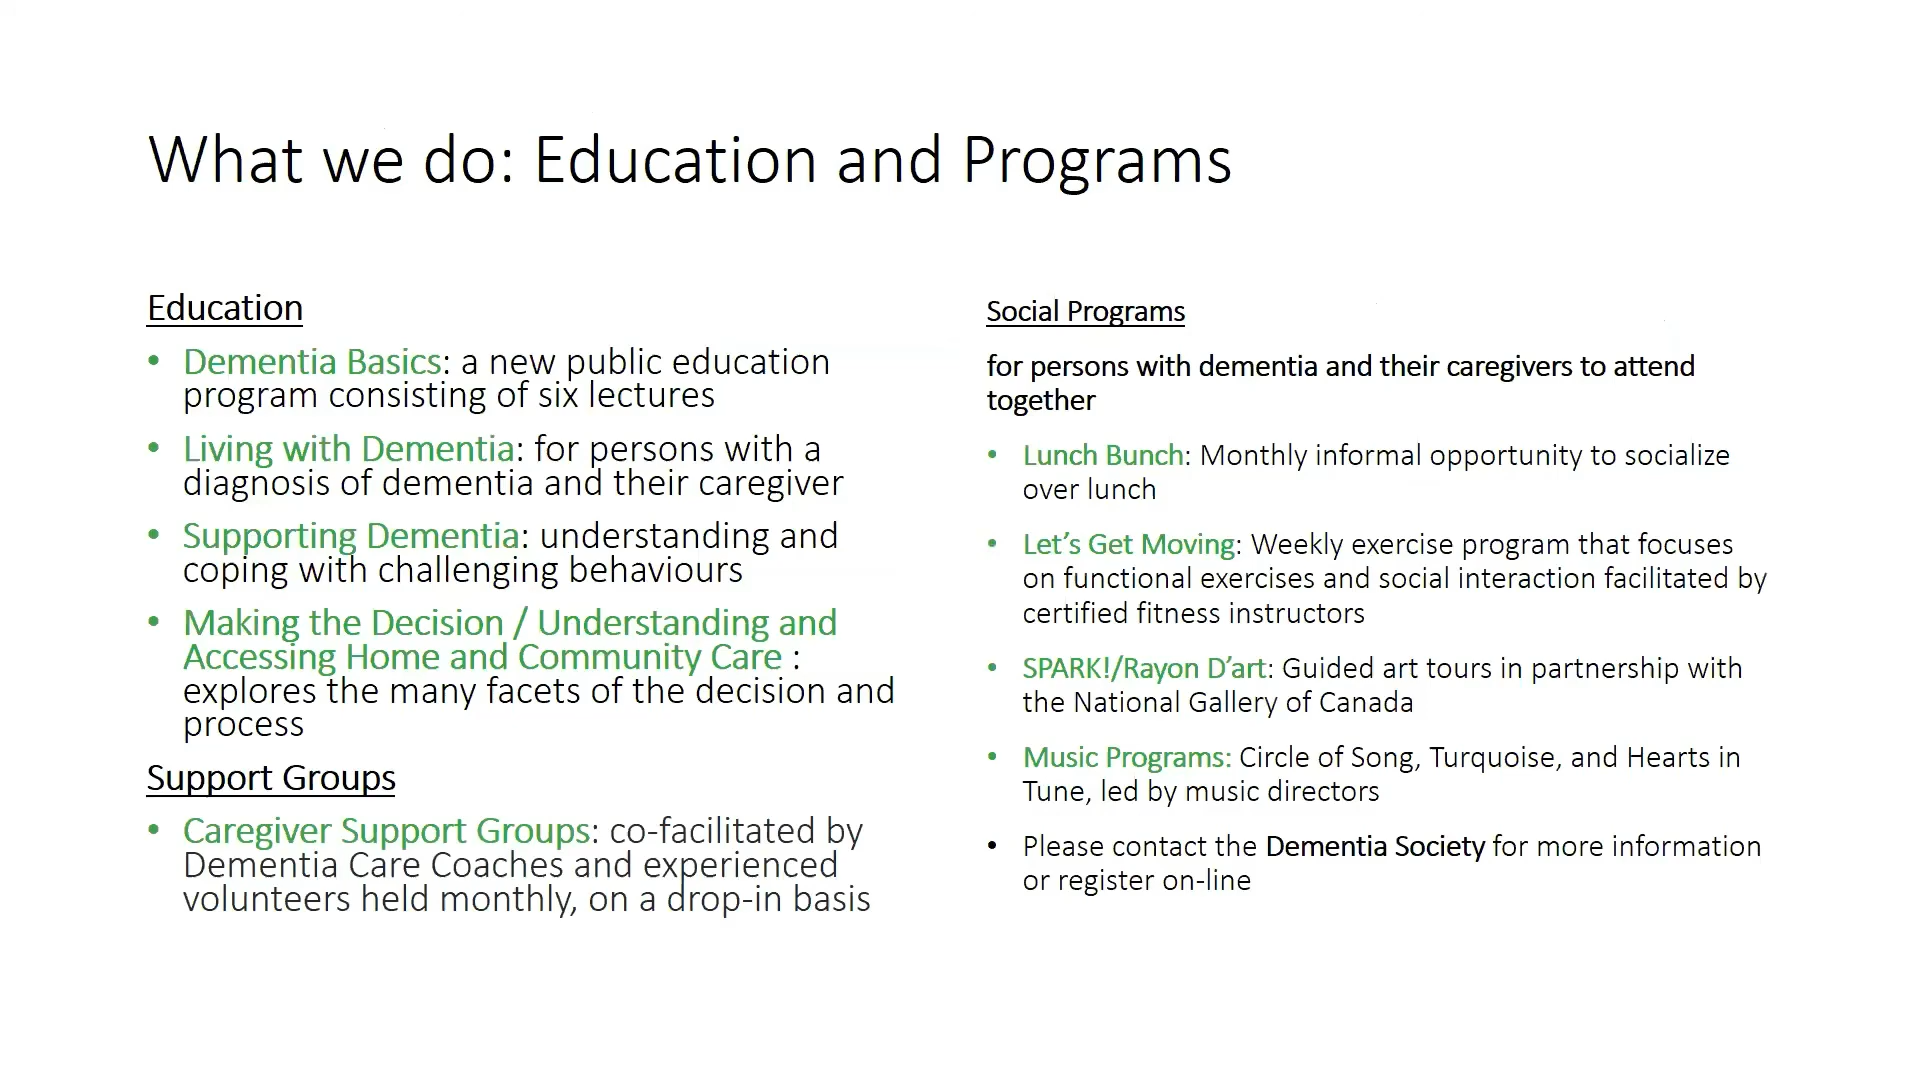 What we do: Education and Programs
Education
• Dementia Basics: a new public education
program consisting of six lectures
• Living with Dementia: for persons with a
diagnosis of dementia and their caregiver
• Supporting Dementia: understanding and
coping with challenging behaviours
• Making the Decision / Understanding and
Accessing Home and Community Care :
explores the many facets of the decision and
process
Support Groups
• Caregiver Support Groups: co-facilitated by
Dementia Care Coaches and experienced
volunteers held monthly, on a drop-in basis
Social Programs
for persons with dementia and their caregivers to attend
together
• Lunch Bunch: Monthly informal opportunity to socialize
over lunch
• Let’s Get Moving: Weekly exercise program that focuses
on functional exercises and social interaction facilitated by
certified fitness instructors
• SPARK!/Rayon D’art: Guided art tours in partnership with
the National Gallery of Canada
• Music Programs: Circle of Song, Turquoise, and Hearts in
Tune, led by music directors
• Please contact the Dementia Society for more information
or register on-line